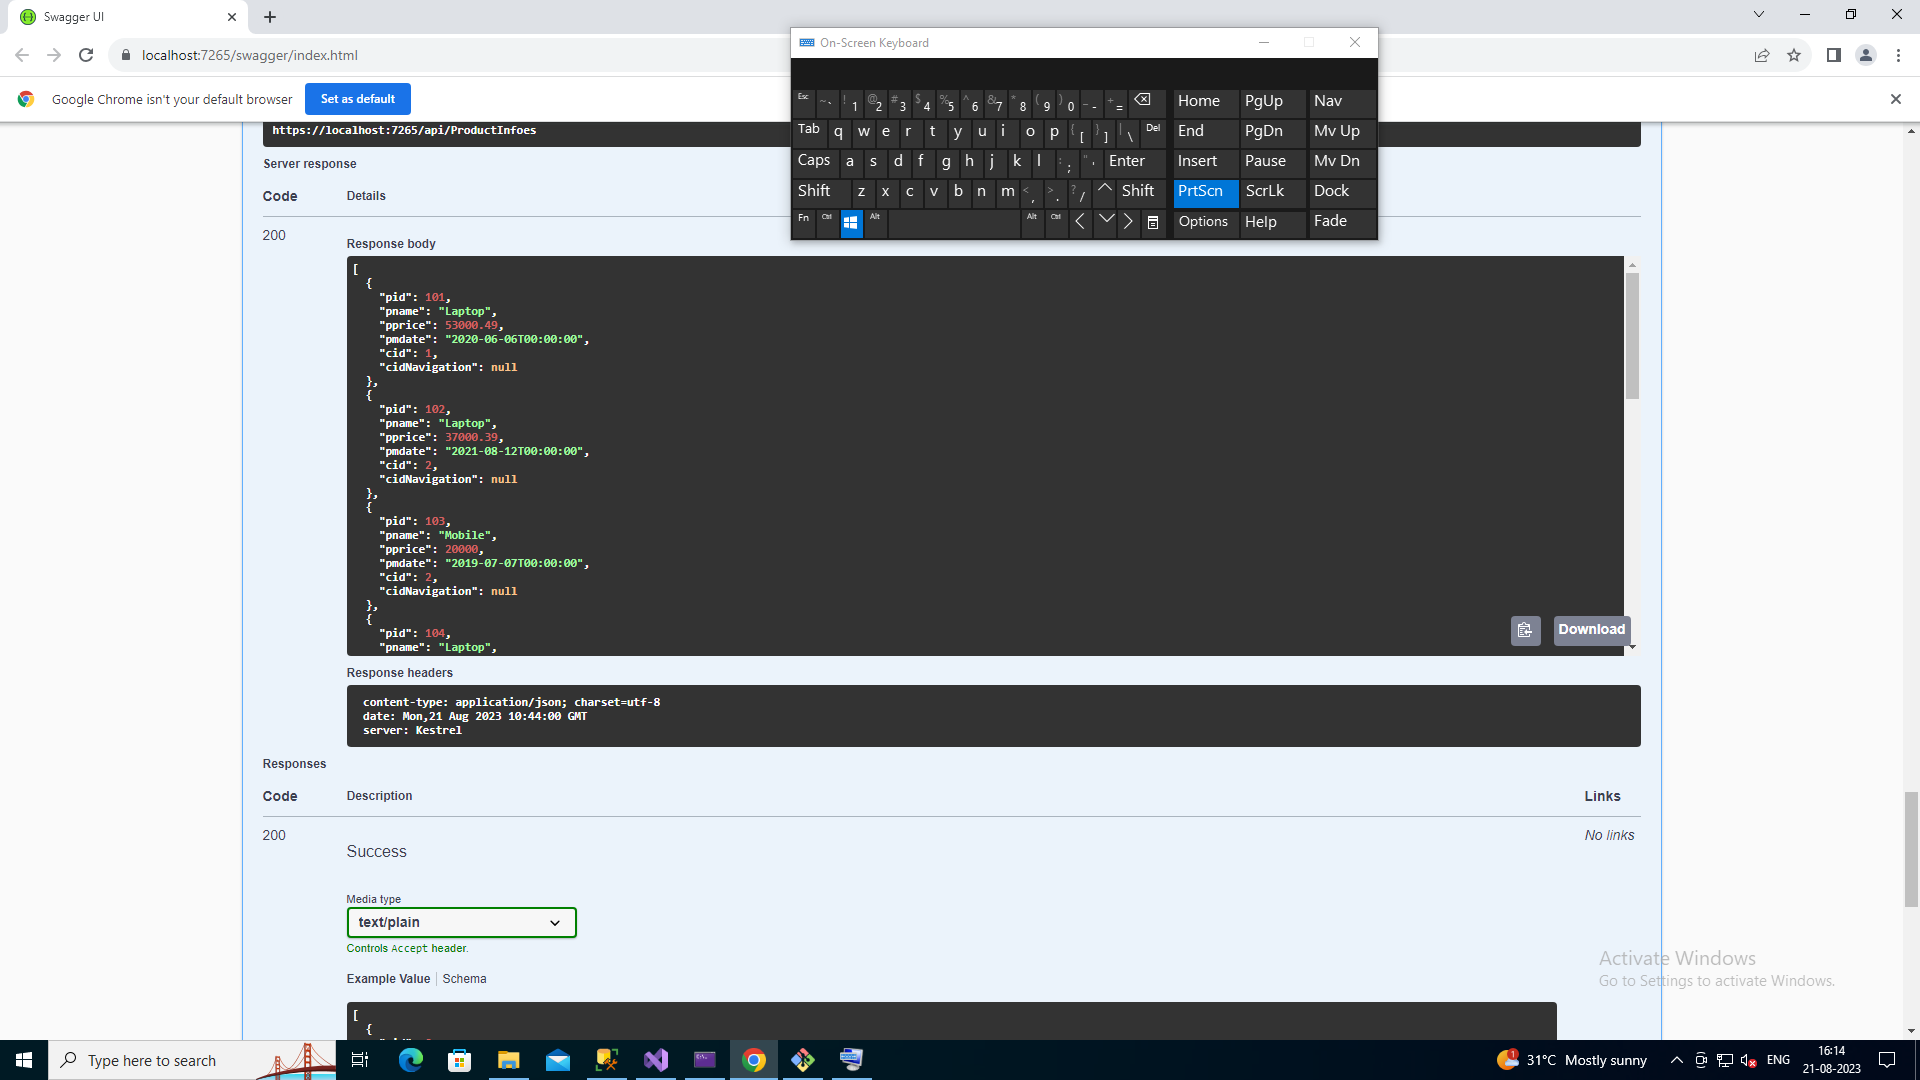 Swagger UI
localhost:7265/swagger/index.html
Google Chrome isn't your default browser
Set as default
On-Screen Keyboard
Esc ~ ` ! 1 @ 2 # 3 $ 4 % 5 ^ 6 & 7 * 8 ( 9 ) 0 _ - + =
Home PgUp Nav
Tab q w e r t y u i o p { [ } ] | \ Del
End PgDn Mv Up
Caps a s d f g h j k l : ; " ' Enter
Insert Pause Mv Dn
Shift z x c v b n m < , > . ? / Shift
PrtScn ScrLk Dock
Fn Ctrl Alt Alt Ctrl
Options Help Fade
https://localhost:7265/api/ProductInfoes
Server response
Code Details
200
Response body
[
{
"pid": 101,
"pname": "Laptop",
"pprice": 53000.49,
"pmdate": "2020-06-06T00:00:00",
"cid": 1,
"cidNavigation": null
},
{
"pid": 102,
"pname": "Laptop",
"pprice": 37000.39,
"pmdate": "2021-08-12T00:00:00",
"cid": 2,
"cidNavigation": null
},
{
"pid": 103,
"pname": "Mobile",
"pprice": 20000,
"pmdate": "2019-07-07T00:00:00",
"cid": 2,
"cidNavigation": null
},
{
"pid": 104,
"pname": "Laptop",
Download
Response headers
content-type: application/json; charset=utf-8
date: Mon,21 Aug 2023 10:44:00 GMT
server: Kestrel
Responses
Code Description Links
200 No links
Success
Media type
text/plain
Controls Accept header.
Example Value Schema
[
{
Activate Windows
Go to Settings to activate Windows.
Type here to search
1
31°C Mostly sunny
ENG
16:14
21-08-2023